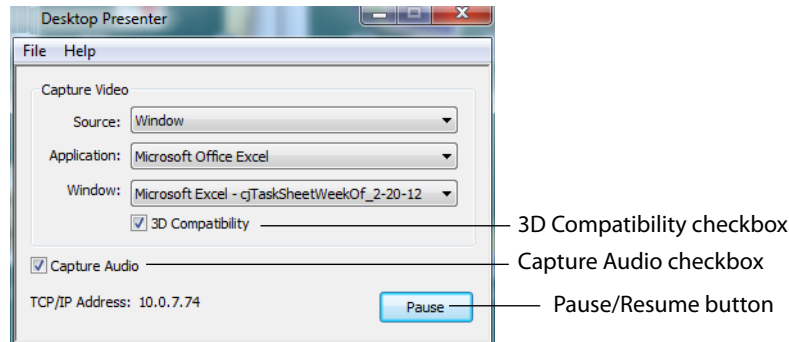 Desktop Presenter
File Help
Capture Video
Source: Window
Application: Microsoft Office Excel
Window: Microsoft Excel - cjTaskSheetWeekOf_2-20-12
3D Compatibility 3D Compatibility checkbox
Capture Audio Capture Audio checkbox
TCP/IP Address: 10.0.7.74 Pause Pause/Resume button